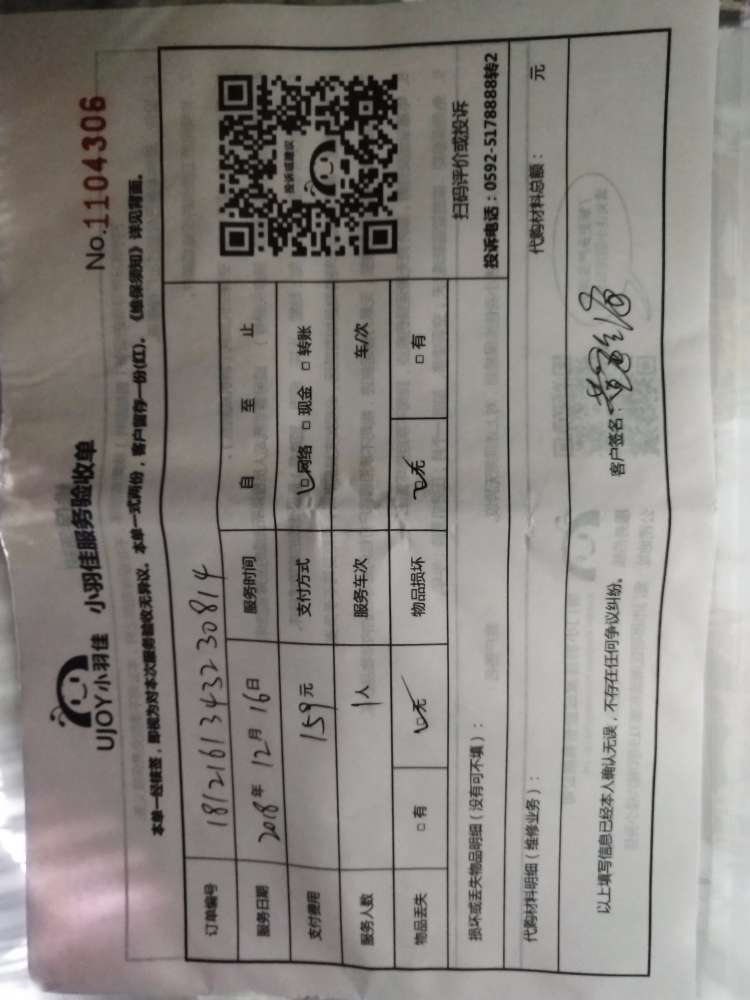 No.1104306
UJOY小羽佳 小羽佳服务验收单
本单一经核签，即视为对本次服务验收无异议。本单一式两份，客户留存一份(红)。《维保须知》详见背面。
订单编号 1812161343230814
服务日期 2018年 12月 16日 服务时间 自 至 止
支付费用 159元 支付方式 ☑网络 □现金 □转账
服务人数 1人 服务车次 车/次
物品丢失 □有 ☑无 物品损坏 ☑无 □有
投诉或建议
扫码评价或投诉
投诉电话：0592-5178888转2
损坏或丢失物品明细（没有可不填）：
代购材料明细（维修业务）： 代购材料总额： 元
以上填写信息已经本人确认无误，不存在任何争议纠纷。 客户签名：